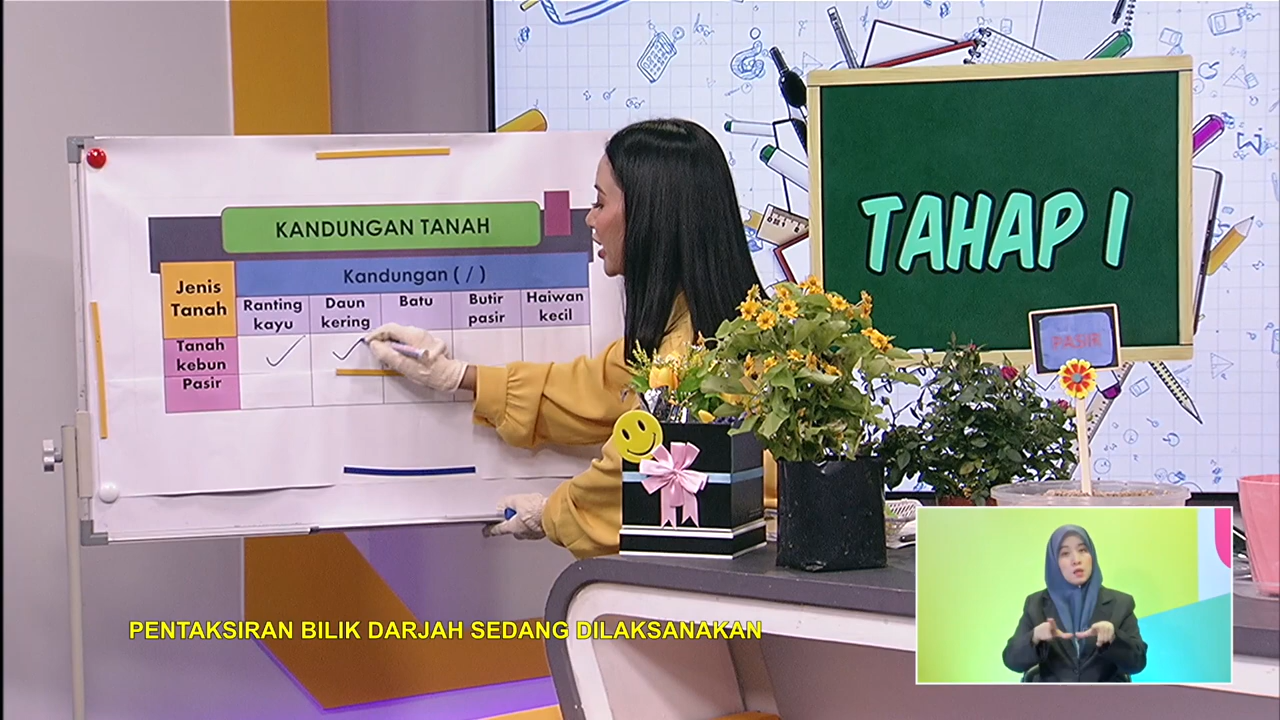 KANDUNGAN TANAH
Jenis
Tanah
Kandungan ( / )
Ranting
kayu
Daun
kering
Batu
Butir
pasir
Haiwan
kecil
Tanah
kebun
Pasir
TAHAP 1
PASIR
PENTAKSIRAN BILIK DARJAH SEDANG DILAKSANAKAN